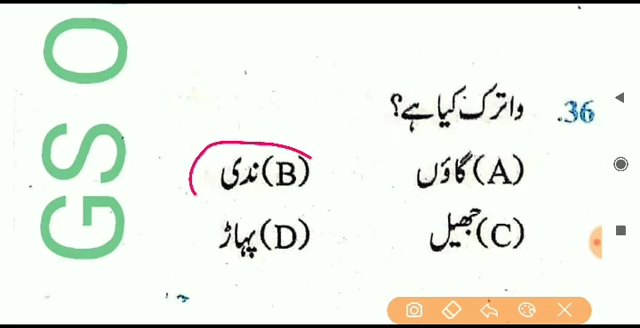 GS O
36. واترک کیا ہے؟
(A) گاؤں (B) ندی
(C) جھیل (D) پہاڑ